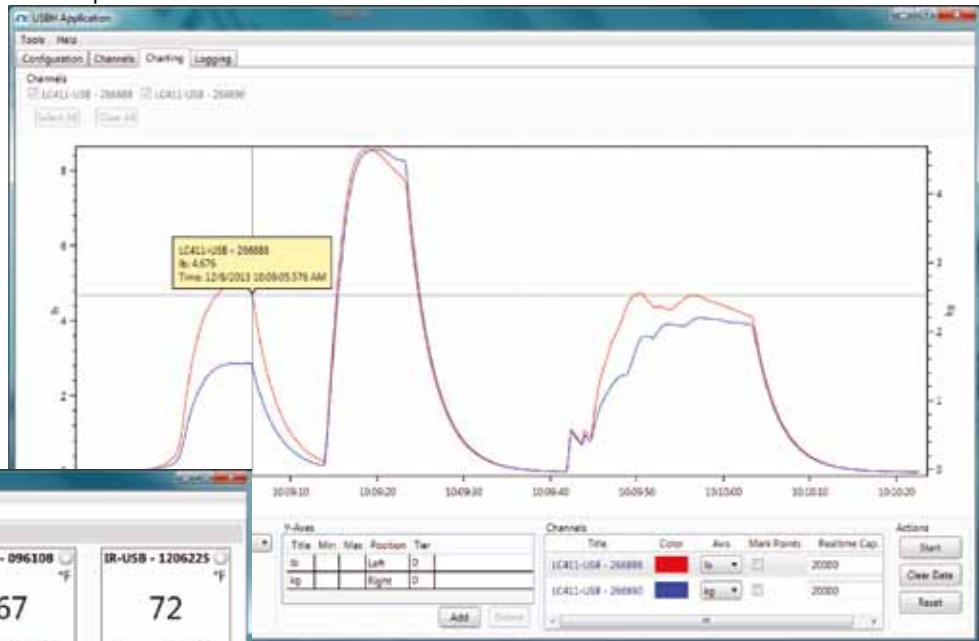 USBH Application
Tools Help
Configuration Channels Charting Logging
Channels
LC411-USB - 266888 LC411-USB - 266890
Select All Clear All
8
6
4
2
lb
LC411-USB - 266888
lb: 4.676
Time: 12/6/2013 10:09:05.576 AM
4
3
2
1
0
kg
10:09:10 10:09:20 10:09:30 10:09:40 10:09:50 10:10:00 10:10:10 10:10:20
- 096108
°F
67
IR-USB - 1206225
°F
72
Y-Axes
Title Min Max Position Tier
lb Left 0
kg Right 0
Add Delete
Channels
Title Color Axis Mark Points Realtime Cap.
LC411-USB - 266888 lb 20000
LC411-USB - 266890 kg 20000
Actions
Start
Clear Data
Reset